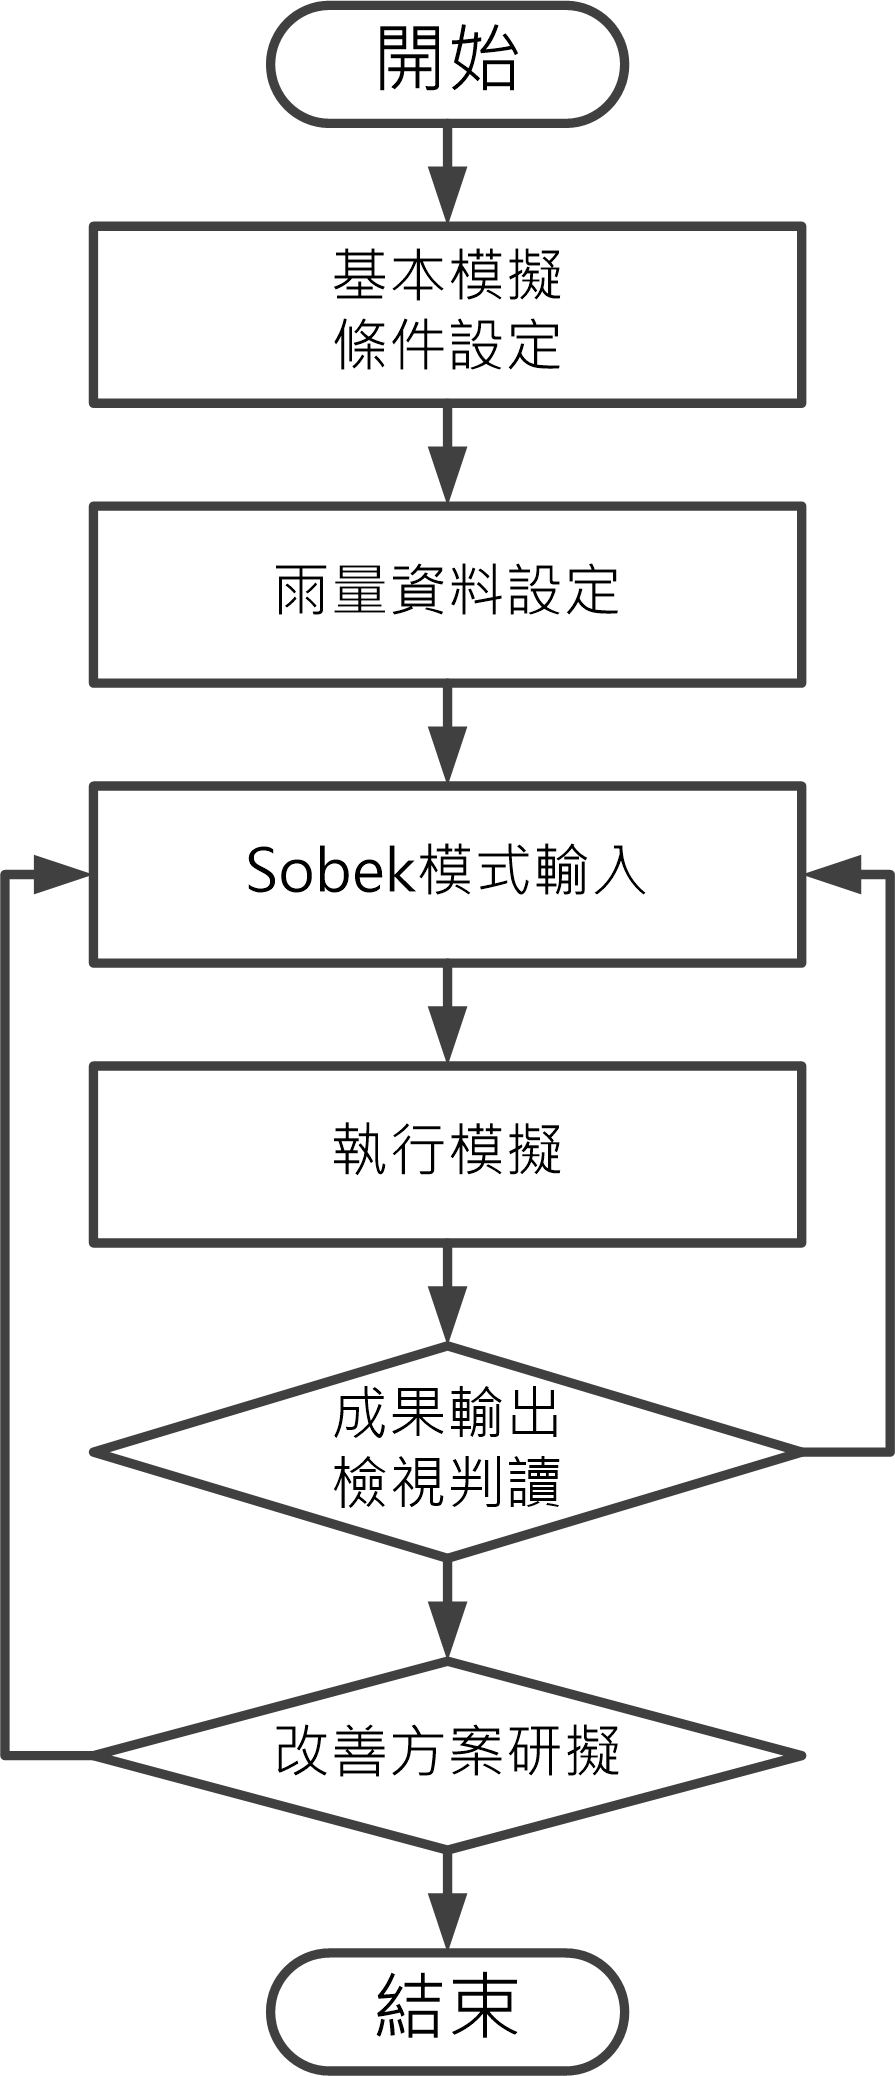 開始
基本模擬
條件設定
雨量資料設定
Sobek模式輸入
執行模擬
成果輸出
檢視判讀
改善方案研擬
結束